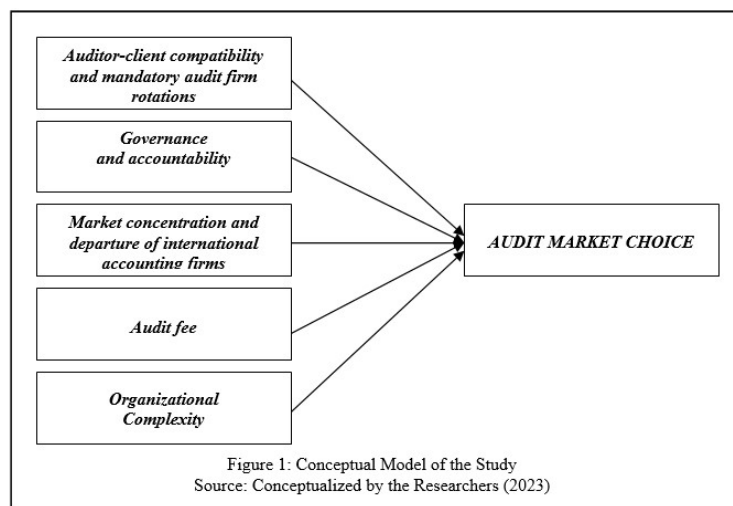 Auditor-client compatibility
and mandatory audit firm
rotations
Governance
and accountability
Market concentration and
departure of international
accounting firms
Audit fee
Organizational
Complexity
AUDIT MARKET CHOICE
Figure 1: Conceptual Model of the Study
Source: Conceptualized by the Researchers (2023)